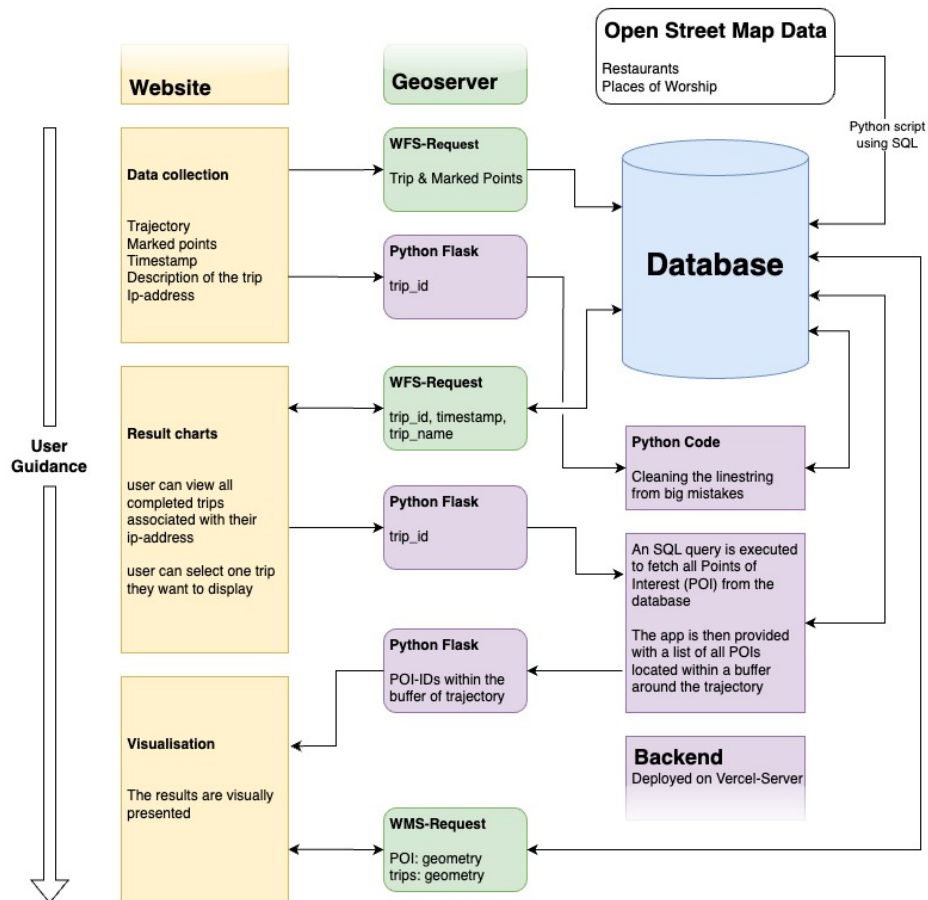 Open Street Map Data
Restaurants
Places of Worship
Website
Geoserver
Python script
using SQL
User
Guidance
Data collection
Trajectory
Marked points
Timestamp
Description of the trip
Ip-address
WFS-Request
Trip & Marked Points
Python Flask
trip_id
Database
Result charts
user can view all
completed trips
associated with their
ip-address
user can select one trip
they want to display
WFS-Request
trip_id, timestamp,
trip_name
Python Flask
trip_id
Python Code
Cleaning the linestring
from big mistakes
An SQL query is executed
to fetch all Points of
Interest (POI) from the
database
The app is then provided
with a list of all POIs
located within a buffer
around the trajectory
Python Flask
POI-IDs within the
buffer of trajectory
Visualisation
The results are visually
presented
Backend
Deployed on Vercel-Server
WMS-Request
POI: geometry
trips: geometry